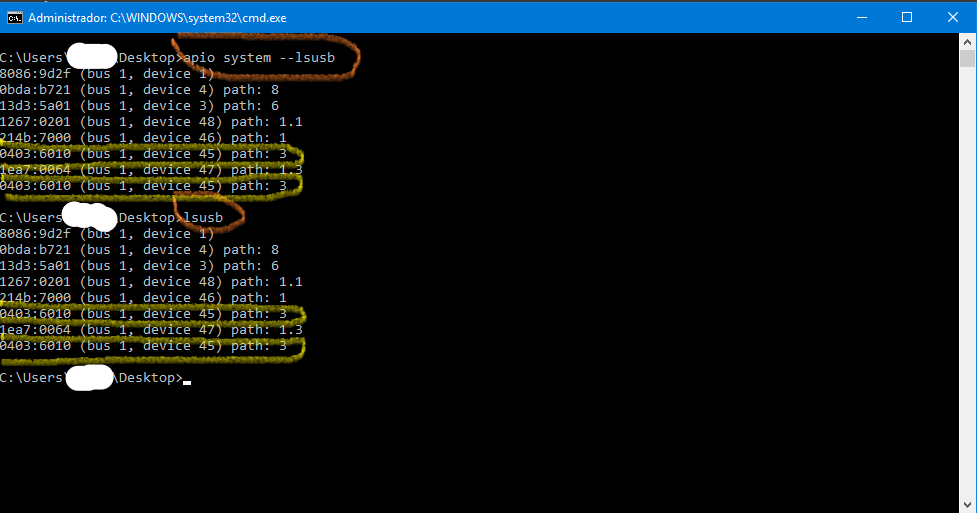 Administrador: C:\WINDOWS\system32\cmd.exe
C:\Users\ \Desktop>apio system --lsusb
8086:9d2f (bus 1, device 1)
0bda:b721 (bus 1, device 4) path: 8
13d3:5a01 (bus 1, device 3) path: 6
1267:0201 (bus 1, device 48) path: 1.1
214b:7000 (bus 1, device 46) path: 1
0403:6010 (bus 1, device 45) path: 3
1ea7:0064 (bus 1, device 47) path: 1.3
0403:6010 (bus 1, device 45) path: 3
C:\Users\ \Desktop>lsusb
8086:9d2f (bus 1, device 1)
0bda:b721 (bus 1, device 4) path: 8
13d3:5a01 (bus 1, device 3) path: 6
1267:0201 (bus 1, device 48) path: 1.1
214b:7000 (bus 1, device 46) path: 1
0403:6010 (bus 1, device 45) path: 3
1ea7:0064 (bus 1, device 47) path: 1.3
0403:6010 (bus 1, device 45) path: 3
C:\Users\ \Desktop>